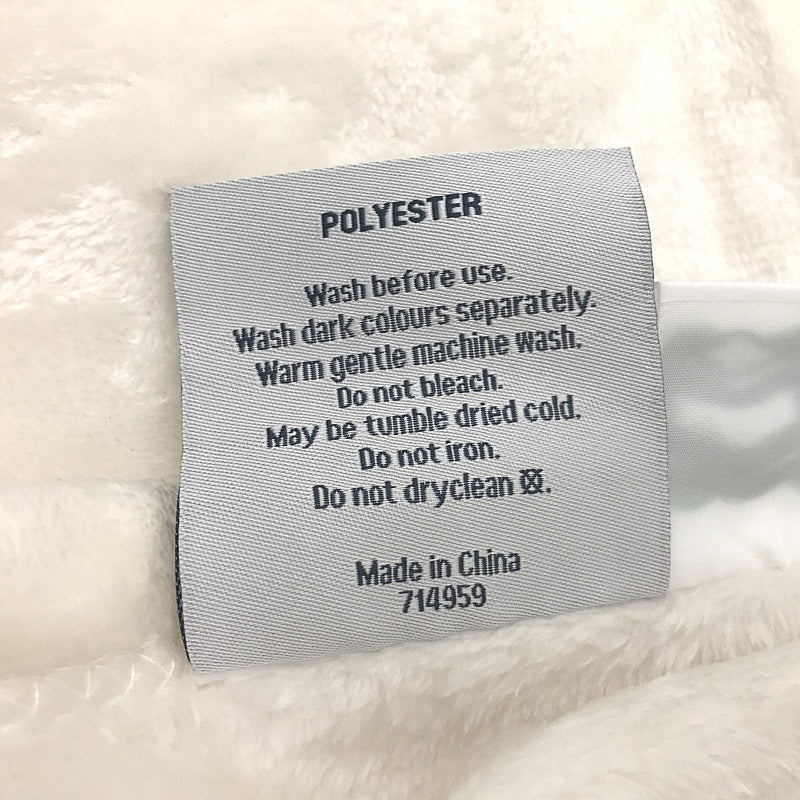 POLYESTER
Wash before use.
Wash dark colours separately.
Warm gentle machine wash.
Do not bleach.
May be tumble dried cold.
Do not iron.
Do not dryclean ⮿.
Made in China
714959